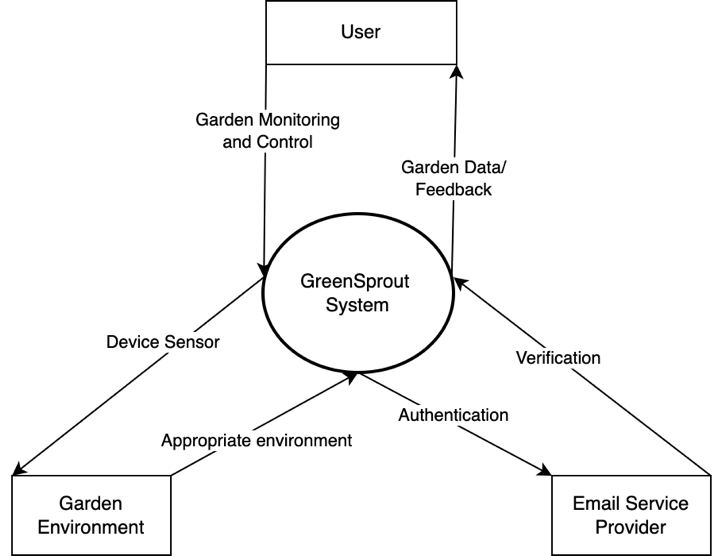 User
Garden Monitoring
and Control
Garden Data/
Feedback
GreenSprout
System
Device Sensor
Verification
Authentication
Appropriate environment
Garden
Environment
Email Service
Provider